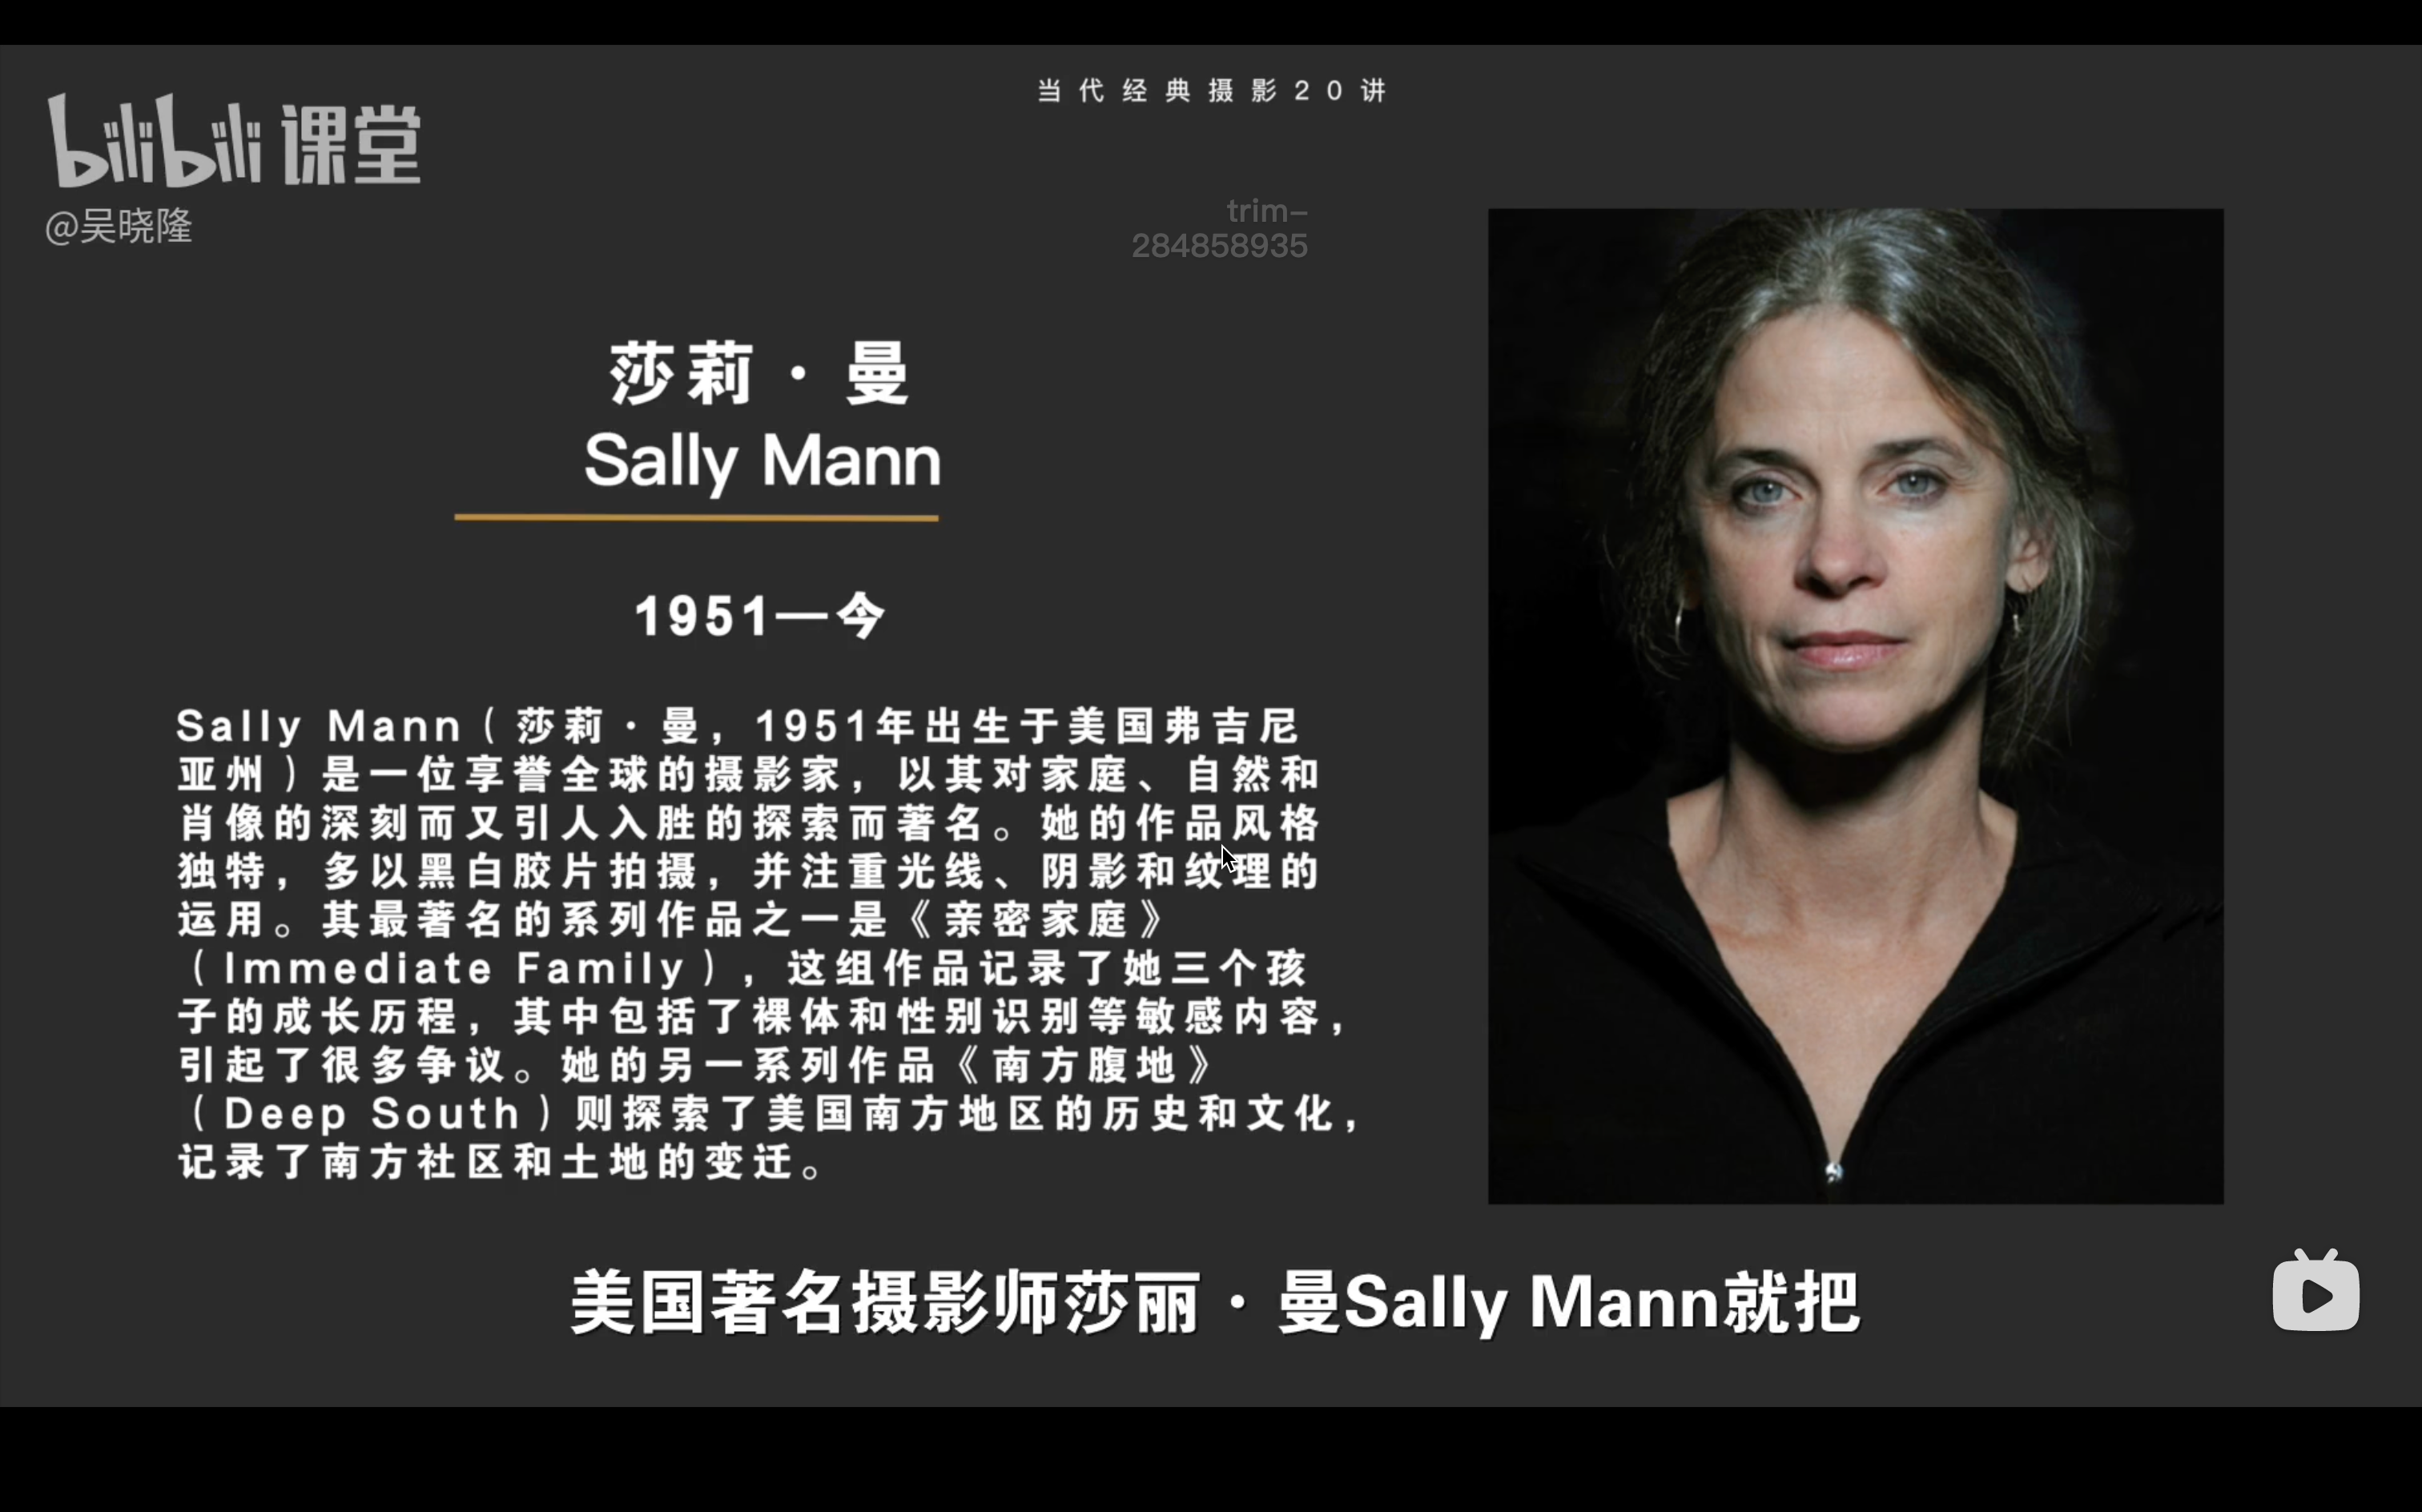 当代经典摄影20讲
bilibili 课堂
@吴晓隆
trim-
284858935
莎莉·曼
Sally Mann
1951—今
Sally Mann（莎莉·曼，1951年出生于美国弗吉尼
亚州）是一位享誉全球的摄影家，以其对家庭、自然和
肖像的深刻而又引人入胜的探索而著名。她的作品风格
独特，多以黑白胶片拍摄，并注重光线、阴影和纹理的
运用。其最著名的系列作品之一是《亲密家庭》
（Immediate Family），这组作品记录了她三个孩
子的成长历程，其中包括了裸体和性别识别等敏感内容，
引起了很多争议。她的另一系列作品《南方腹地》
（Deep South）则探索了美国南方地区的历史和文化，
记录了南方社区和土地的变迁。
美国著名摄影师莎丽·曼Sally Mann就把